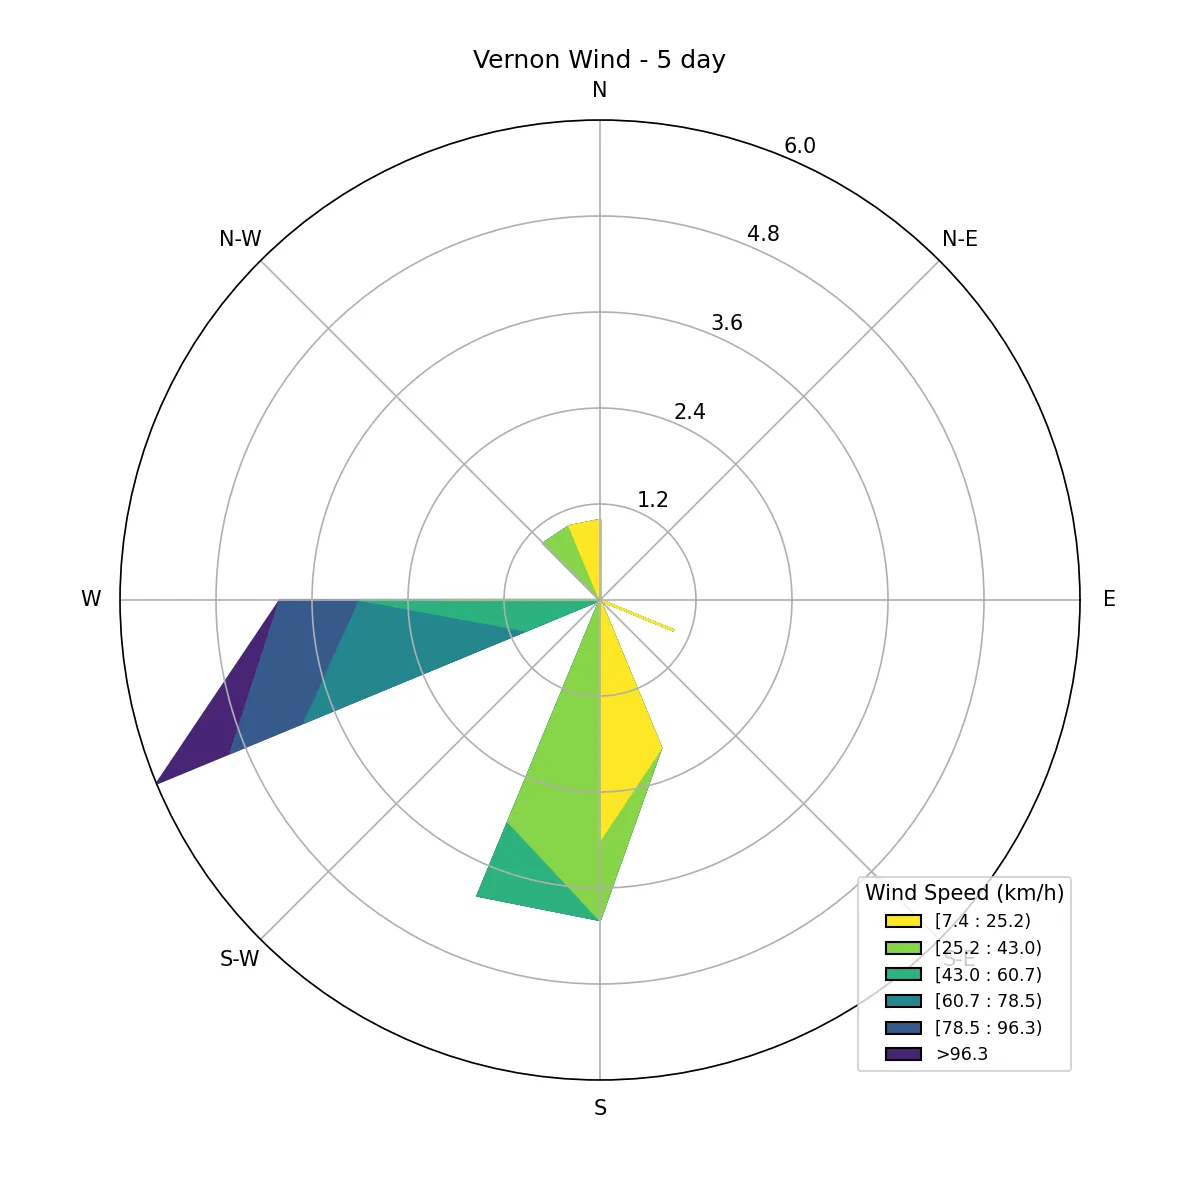 Vernon Wind - 5 day
N
6.0
N-W
4.8
N-E
3.6
2.4
1.2
W
E
S-W
S-E
S
Wind Speed (km/h)
[7.4 : 25.2)
[25.2 : 43.0)
[43.0 : 60.7)
[60.7 : 78.5)
[78.5 : 96.3)
>96.3